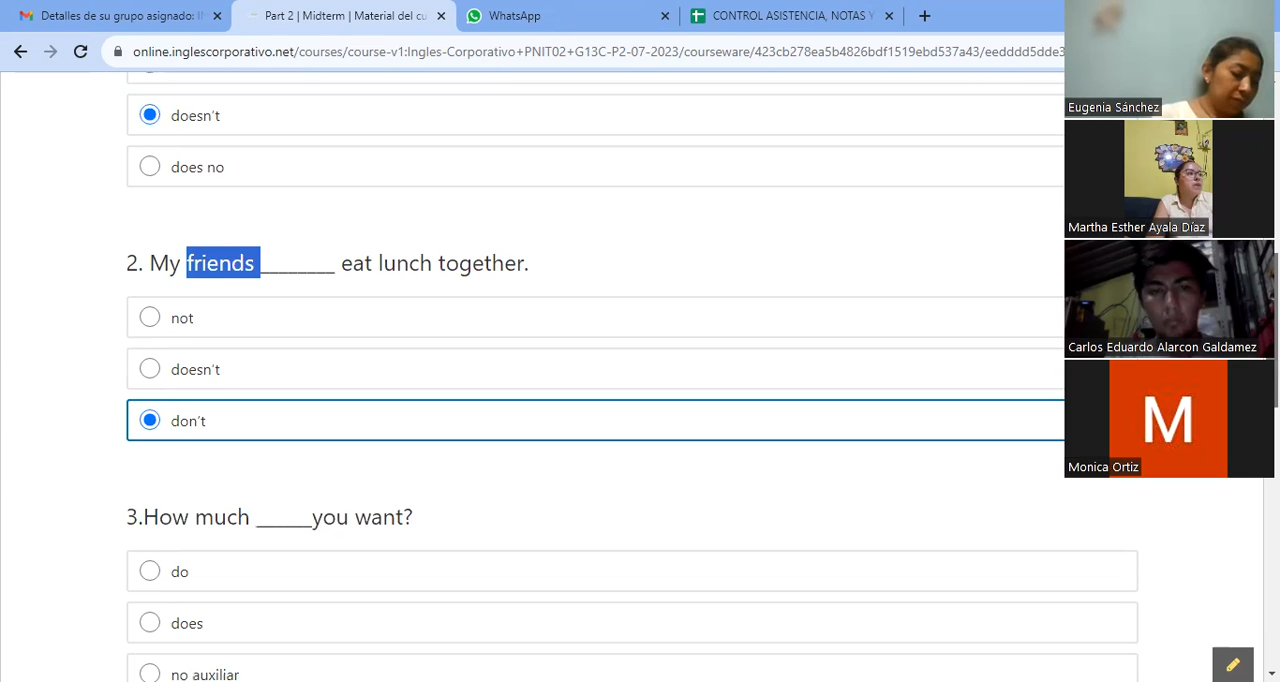 Detalles de su grupo asignado: I
Part 2 | Midterm | Material del cu
WhatsApp
CONTROL ASISTENCIA, NOTAS Y
online.inglescorporativo.net/courses/course-v1:Ingles-Corporativo+PNIT02+G13C-P2-07-2023/courseware/423cb278ea5b4826bdf1519ebd537a43/eedddd5dde3
doesn't
does no
2. My friends ________ eat lunch together.
not
doesn't
don't
3.How much ______you want?
do
does
no auxiliar
Eugenia Sánchez
Martha Esther Ayala Díaz
Carlos Eduardo Alarcon Galdamez
M
Monica Ortiz